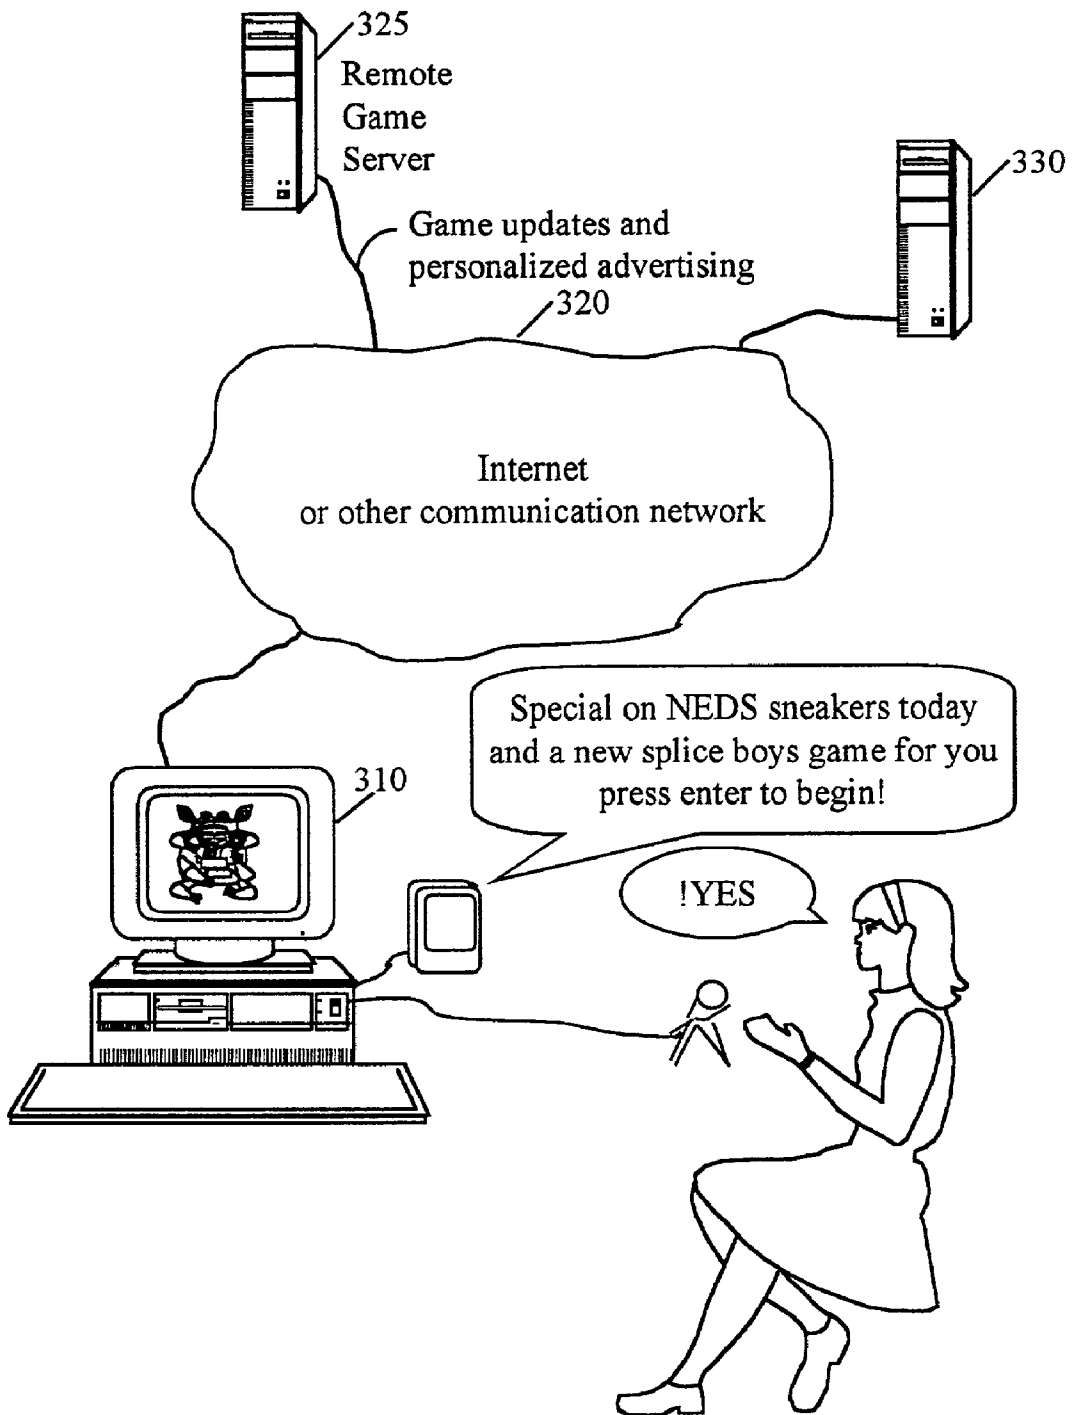 325
Remote
Game
Server
330
Game updates and
personalized advertising
320
Internet
or other communication network
Special on NEDS sneakers today
and a new splice boys game for you
press enter to begin!
310
!YES